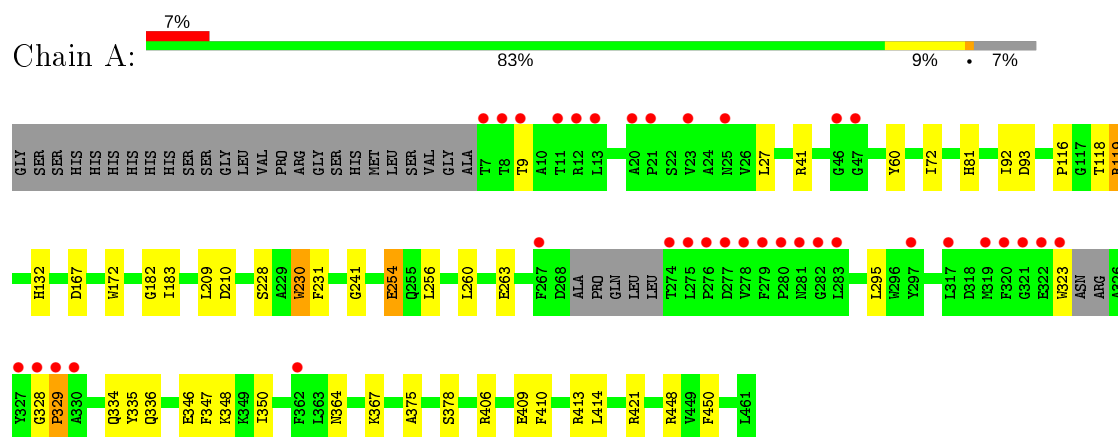 7%
Chain A:
83% 9% • 7%
GLY SER SER HIS HIS HIS HIS HIS HIS SER SER GLY LEU VAL PRO ARG GLY SER HIS MET LEU SER VAL GLY ALA T7 T8 T9 A10 T11 R12 L13 A20 P21 S22 V23 A24 N25 V26 L27 R41 G46 G47 Y60 I72 H81 I92 D93 P116 G117 T118 R119
H132 D167 W172 G182 I183 L209 D210 S228 A229 W230 F231 G241 E254 Q255 L256 L260 E263 F267 D268 ALA PRO GLN LEU LEU T274 L275 P276 D277 V278 F279 P280 N281 G282 L283 L295 W296 Y297 L317 D318 M319 F320 G321 E322 W323 ASN ARG A326
Y327 G328 P329 A330 Q334 Y335 Q336 E346 F347 K348 K349 I350 F362 L363 N364 K367 A375 S378 R406 E409 F410 R413 L414 R421 R448 V449 F450 L461